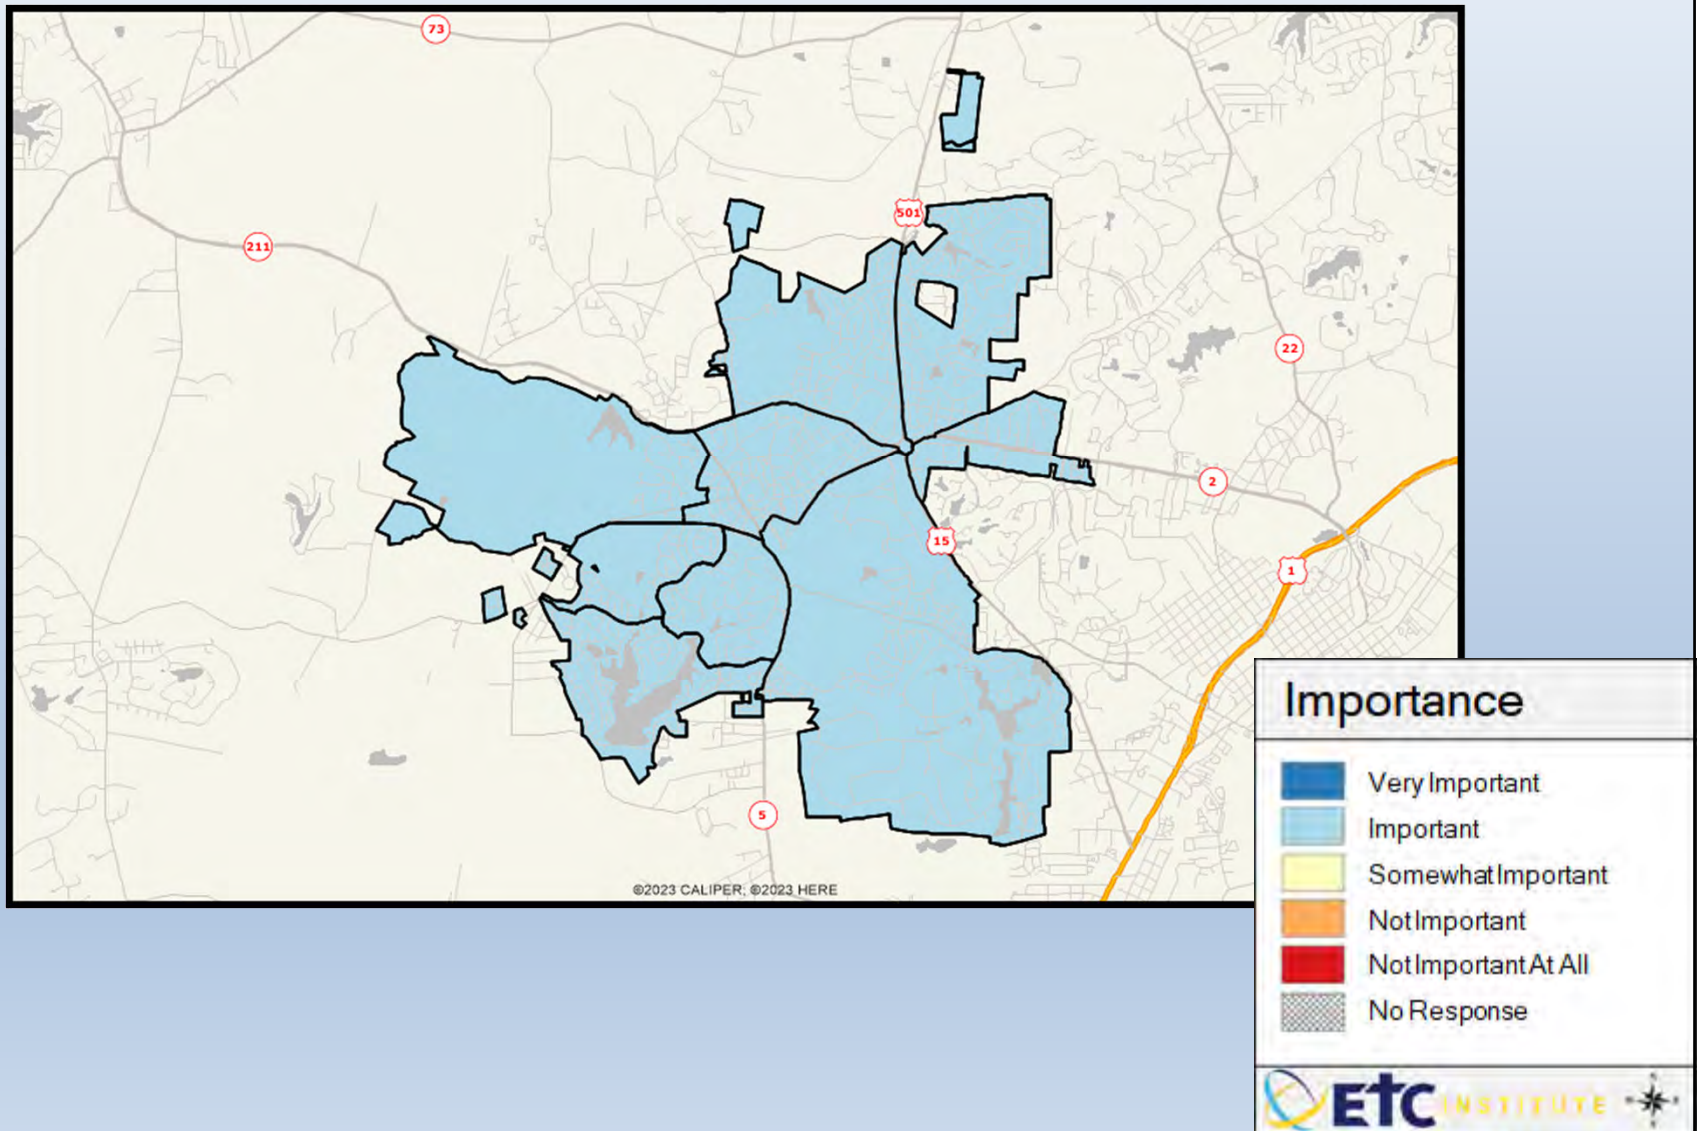 73
501
211
22
2
15
1
5
©2023 CALIPER; ©2023 HERE
Importance
Very Important
Important
Somewhat Important
Not Important
Not Important At All
No Response
ETC INSTITUTE